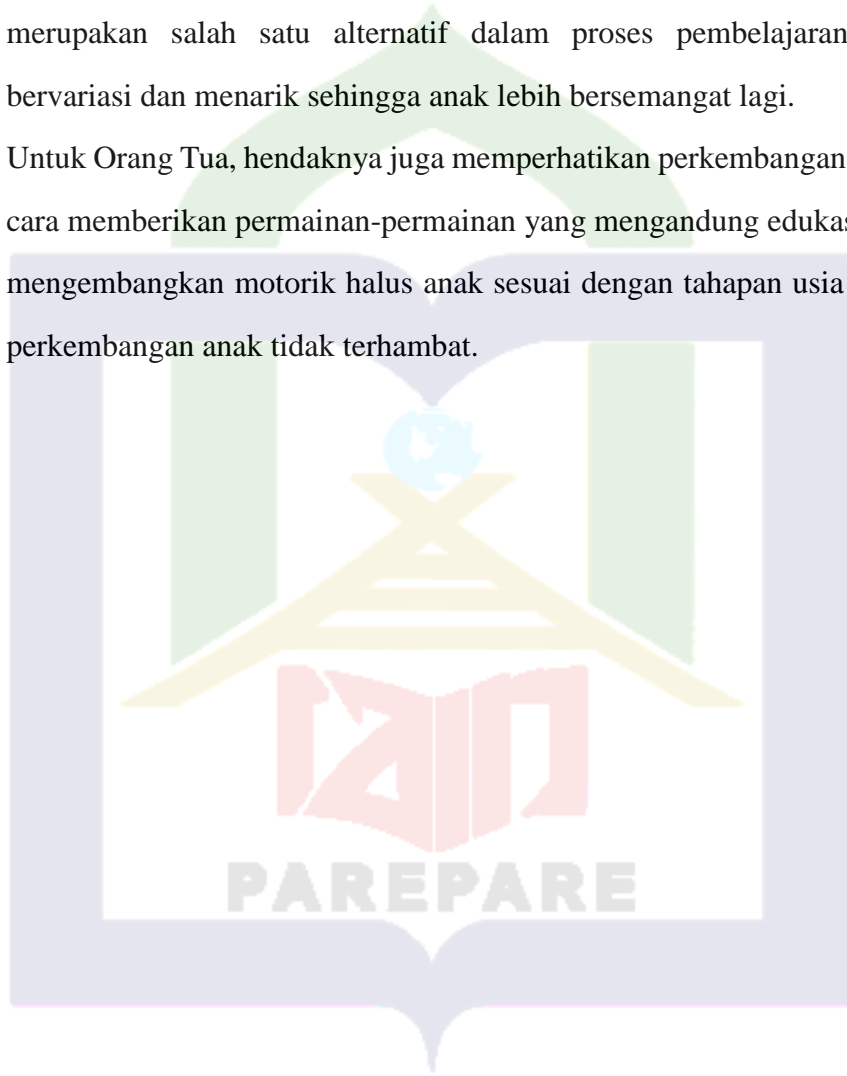 merupakan salah satu alternatif dalam proses pembelajaran
bervariasi dan menarik sehingga anak lebih bersemangat lagi.
Untuk Orang Tua, hendaknya juga memperhatikan perkembangan
cara memberikan permainan-permainan yang mengandung edukas
mengembangkan motorik halus anak sesuai dengan tahapan usia
perkembangan anak tidak terhambat.
iain
PAREPARE